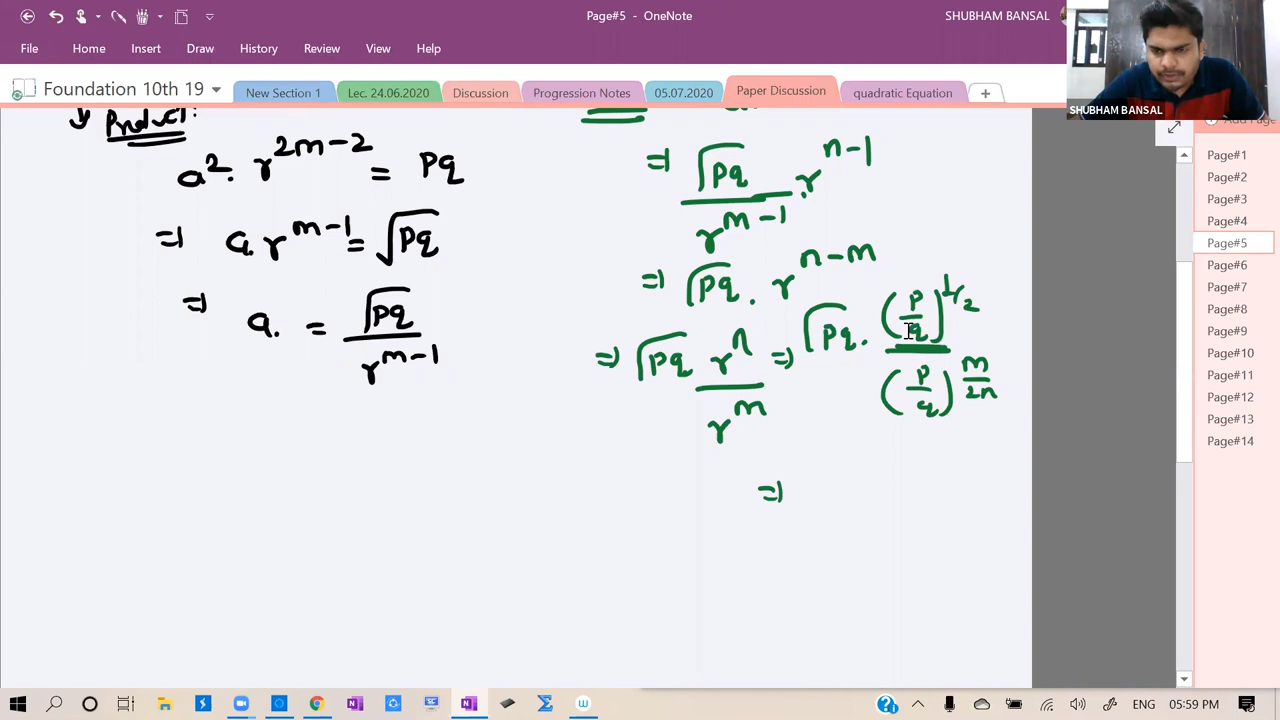 Page#5 - OneNote
SHUBHAM BANSAL
File Home Insert Draw History Review View Help
SHUBHAM BANSAL
Foundation 10th 19
New Section 1
Lec. 24.06.2020
Discussion
Progression Notes
05.07.2020
Paper Discussion
quadratic Equation
Add Page
Page#1
Page#2
Page#3
Page#4
Page#5
Page#6
Page#7
Page#8
Page#9
Page#10
Page#11
Page#12
Page#13
Page#14
Product:
a². r^{2m-2} = pq
⇒ a. r^{m-1} = √pq
⇒ a. = √pq / r^{m-1}
⇒ √pq / r^{m-1} . r^{n-1}
⇒ √pq . r^{n-m}
⇒ √pq r^n / r^m ⇒ √pq . (p/q)^{1/2} / (p/q)^{m/2n}
⇒
ENG
05:59 PM